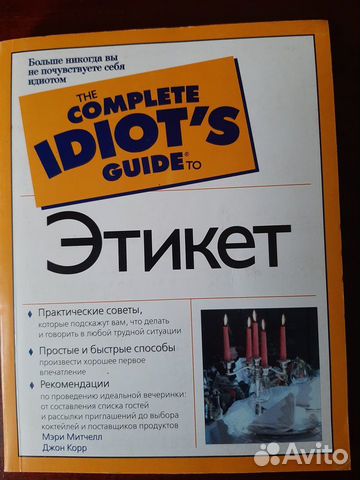 Больше никогда вы
не почувствуете себя
идиотом
THE
COMPLETE
IDIOT'S
GUIDE® TO
Этикет
♦ Практические советы,
которые подскажут вам, что делать
и говорить в любой трудной ситуации
♦ Простые и быстрые способы
произвести хорошее первое
впечатление
♦ Рекомендации
по проведению идеальной вечеринки:
от составления списка гостей
и рассылки приглашений до выбора
коктейлей и поставщиков продуктов
Мэри Митчелл
Джон Корр
Avito